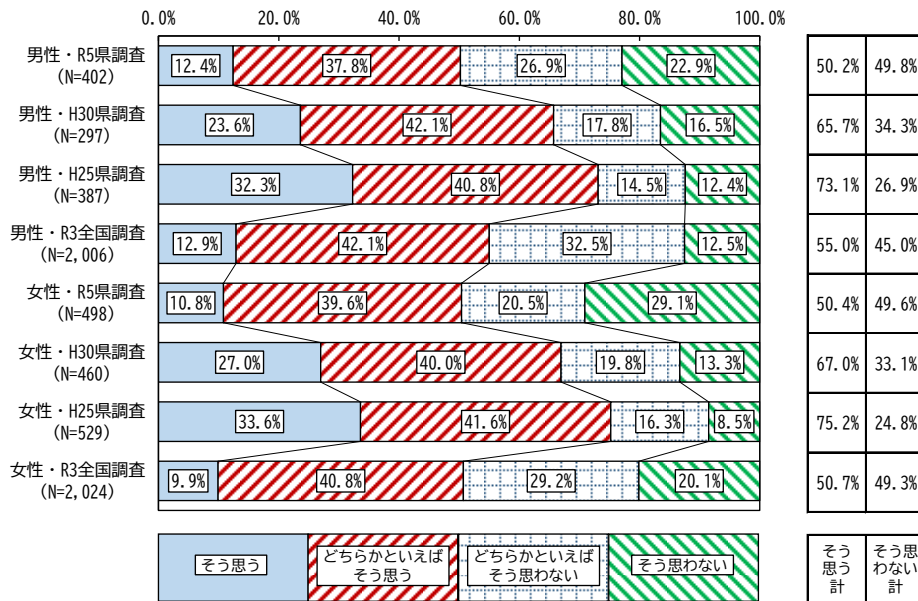 0.0% 20.0% 40.0% 60.0% 80.0% 100.0%
男性・R5県調査
(N=402)
12.4% 37.8% 26.9% 22.9% 50.2% 49.8%
男性・H30県調査
(N=297)
23.6% 42.1% 17.8% 16.5% 65.7% 34.3%
男性・H25県調査
(N=387)
32.3% 40.8% 14.5% 12.4% 73.1% 26.9%
男性・R3全国調査
(N=2,006)
12.9% 42.1% 32.5% 12.5% 55.0% 45.0%
女性・R5県調査
(N=498)
10.8% 39.6% 20.5% 29.1% 50.4% 49.6%
女性・H30県調査
(N=460)
27.0% 40.0% 19.8% 13.3% 67.0% 33.1%
女性・H25県調査
(N=529)
33.6% 41.6% 16.3% 8.5% 75.2% 24.8%
女性・R3全国調査
(N=2,024)
9.9% 40.8% 29.2% 20.1% 50.7% 49.3%
そう思う
どちらかといえば
そう思う
どちらかといえば
そう思わない
そう思わない
そう
思う
計
そう思
わない
計